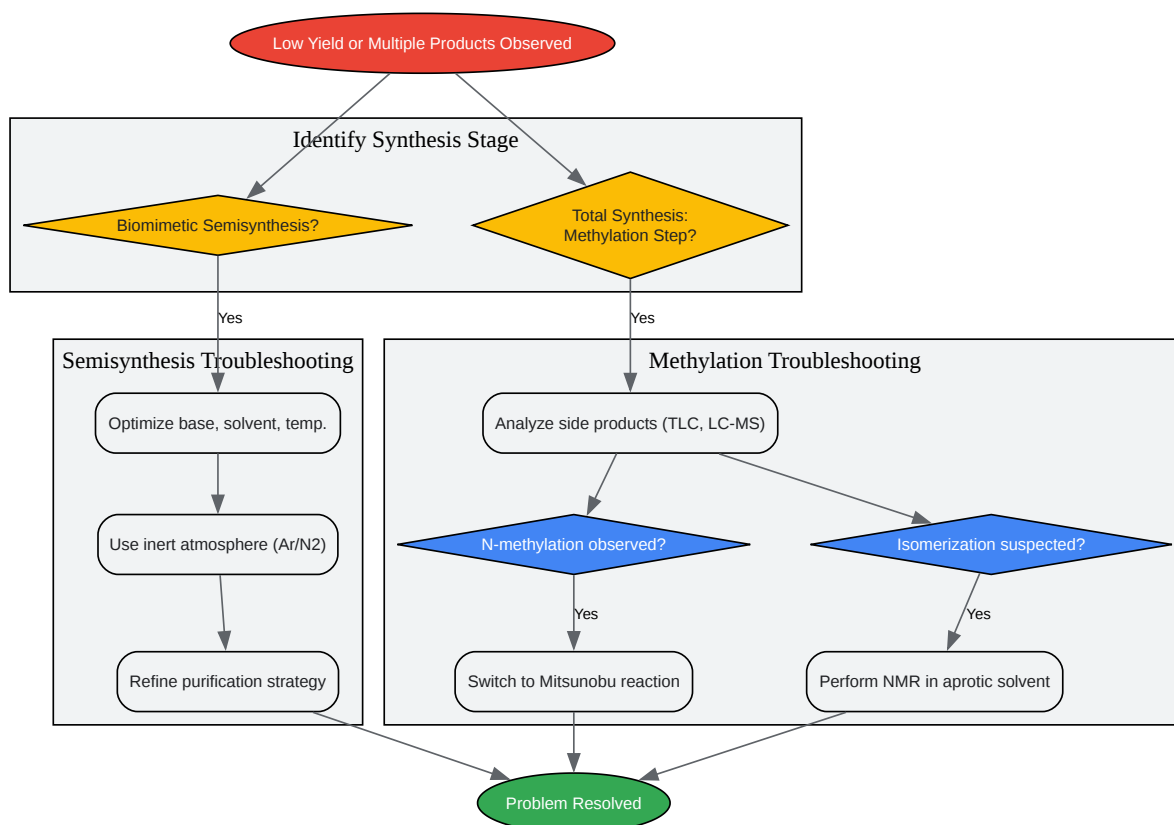 Low Yield or Multiple Products Observed
Identify Synthesis Stage
Biomimetic Semisynthesis?
Total Synthesis:
Methylation Step?
Yes
Yes
Semisynthesis Troubleshooting
Methylation Troubleshooting
Optimize base, solvent, temp.
Analyze side products (TLC, LC-MS)
Use inert atmosphere (Ar/N2)
N-methylation observed?
Isomerization suspected?
Yes
Yes
Refine purification strategy
Switch to Mitsunobu reaction
Perform NMR in aprotic solvent
Problem Resolved